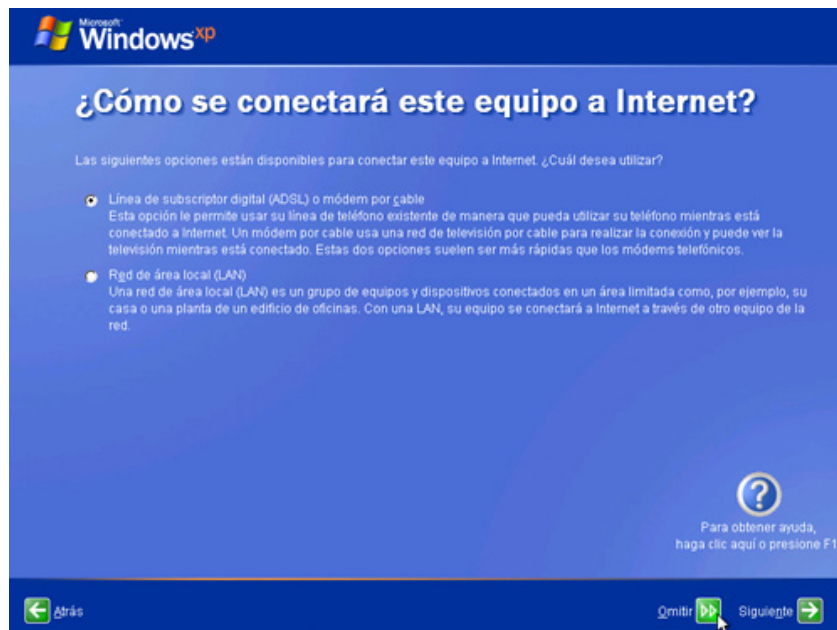 Microsoft
Windows xp
¿Cómo se conectará este equipo a Internet?
Las siguientes opciones están disponibles para conectar este equipo a Internet. ¿Cuál desea utilizar?
Línea de subscriptor digital (ADSL) o módem por cable
Esta opción le permite usar su línea de teléfono existente de manera que pueda utilizar su teléfono mientras está
conectado a Internet. Un módem por cable usa una red de televisión por cable para realizar la conexión y puede ver la
televisión mientras está conectado. Estas dos opciones suelen ser más rápidas que los módems telefónicos.
Red de área local (LAN)
Una red de área local (LAN) es un grupo de equipos y dispositivos conectados en un área limitada como, por ejemplo, su
casa o una planta de un edificio de oficinas. Con una LAN, su equipo se conectará a Internet a través de otro equipo de la
red.
Para obtener ayuda,
haga clic aquí o presione F1
Atrás
Omitir
Siguiente